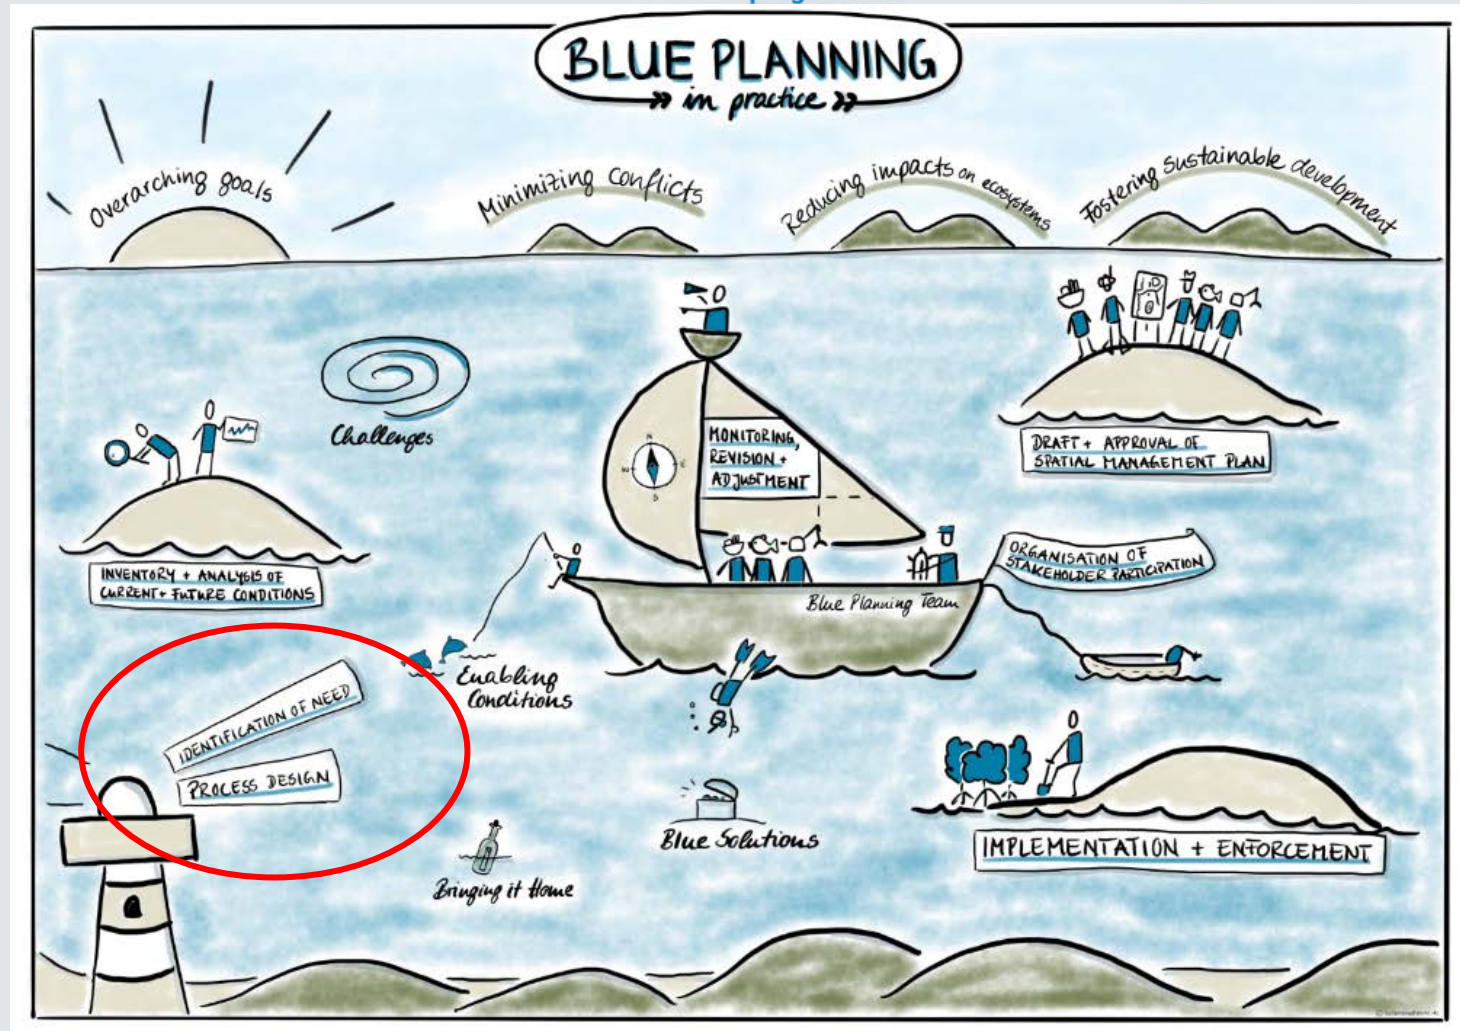 BLUE PLANNING
in practice
Overarching goals
Minimizing conflicts
Reducing impacts on ecosystems
Fostering sustainable development
Challenges
MONITORING,
REVISION +
ADJUSTMENT
N
W
E
S
DRAFT + APPROVAL OF
SPATIAL MANAGEMENT PLAN
INVENTORY + ANALYSIS OF
CURRENT + FUTURE CONDITIONS
ORGANISATION OF
STAKEHOLDER PARTICIPATION
Blue Planning Team
Enabling
Conditions
IDENTIFICATION OF NEED
PROCESS DESIGN
Blue Solutions
Bringing it Home
IMPLEMENTATION + ENFORCEMENT